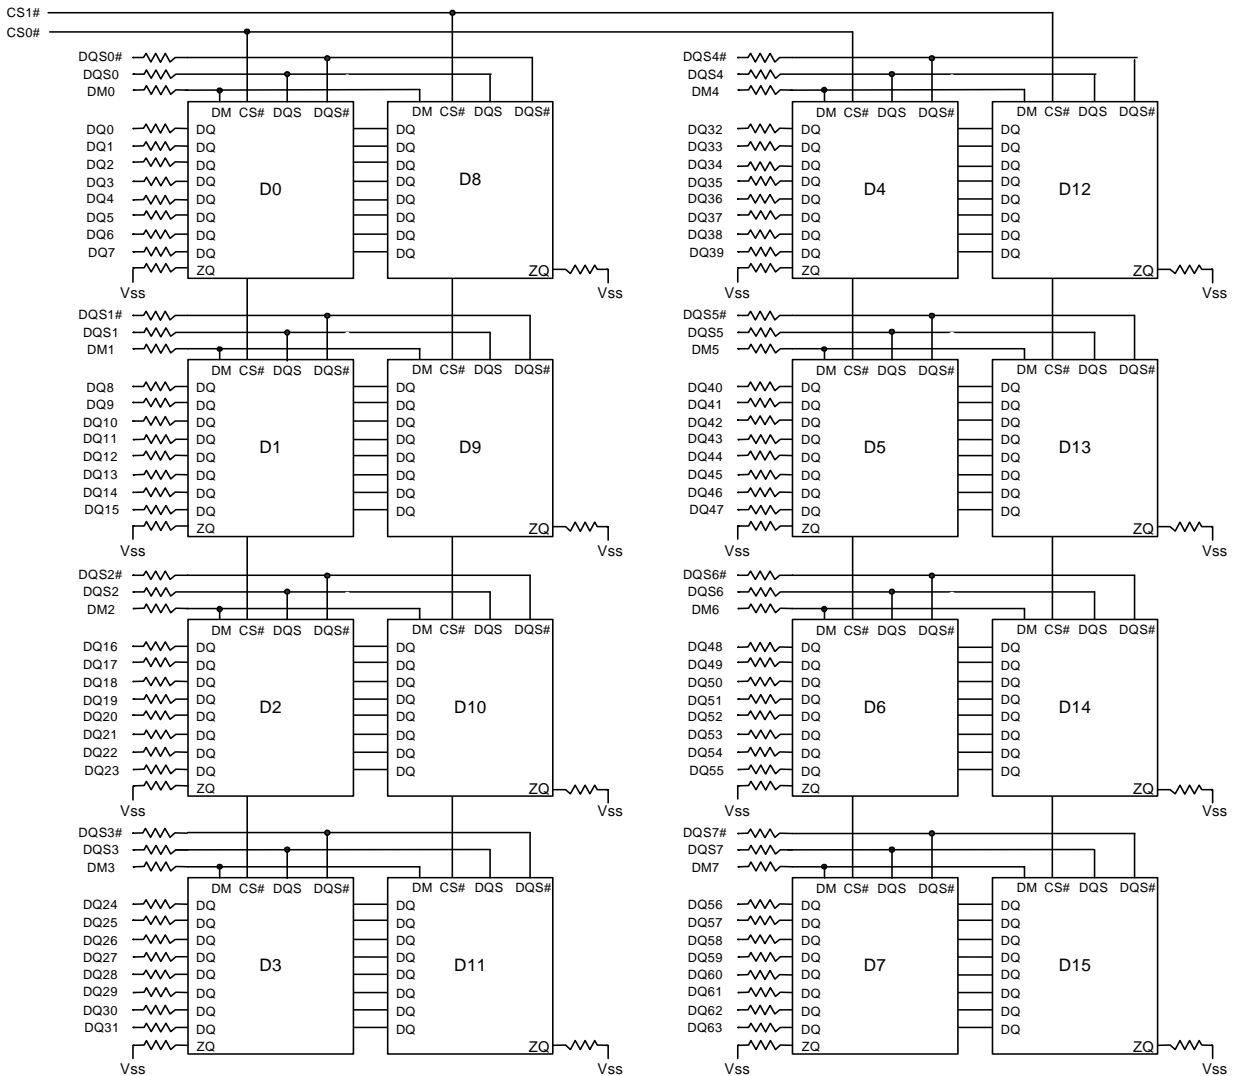 CS1#
CS0#
DQS0#
DQS0
DM0
DM CS# DQS DQS#
DM CS# DQS DQS#
DQ0 DQ DQ
DQ1 DQ DQ
DQ2 DQ DQ
DQ3 DQ DQ
DQ4 DQ DQ
DQ5 DQ DQ
DQ6 DQ DQ
DQ7 DQ DQ
D0
D8
ZQ ZQ
Vss Vss
DQS4#
DQS4
DM4
DM CS# DQS DQS#
DM CS# DQS DQS#
DQ32 DQ DQ
DQ33 DQ DQ
DQ34 DQ DQ
DQ35 DQ DQ
DQ36 DQ DQ
DQ37 DQ DQ
DQ38 DQ DQ
DQ39 DQ DQ
D4
D12
ZQ ZQ
Vss Vss
DQS1#
DQS1
DM1
DM CS# DQS DQS#
DM CS# DQS DQS#
DQ8 DQ DQ
DQ9 DQ DQ
DQ10 DQ DQ
DQ11 DQ DQ
DQ12 DQ DQ
DQ13 DQ DQ
DQ14 DQ DQ
DQ15 DQ DQ
D1
D9
ZQ ZQ
Vss Vss
DQS5#
DQS5
DM5
DM CS# DQS DQS#
DM CS# DQS DQS#
DQ40 DQ DQ
DQ41 DQ DQ
DQ42 DQ DQ
DQ43 DQ DQ
DQ44 DQ DQ
DQ45 DQ DQ
DQ46 DQ DQ
DQ47 DQ DQ
D5
D13
ZQ ZQ
Vss Vss
DQS2#
DQS2
DM2
DM CS# DQS DQS#
DM CS# DQS DQS#
DQ16 DQ DQ
DQ17 DQ DQ
DQ18 DQ DQ
DQ19 DQ DQ
DQ20 DQ DQ
DQ21 DQ DQ
DQ22 DQ DQ
DQ23 DQ DQ
D2
D10
ZQ ZQ
Vss Vss
DQS6#
DQS6
DM6
DM CS# DQS DQS#
DM CS# DQS DQS#
DQ48 DQ DQ
DQ49 DQ DQ
DQ50 DQ DQ
DQ51 DQ DQ
DQ52 DQ DQ
DQ53 DQ DQ
DQ54 DQ DQ
DQ55 DQ DQ
D6
D14
ZQ ZQ
Vss Vss
DQS3#
DQS3
DM3
DM CS# DQS DQS#
DM CS# DQS DQS#
DQ24 DQ DQ
DQ25 DQ DQ
DQ26 DQ DQ
DQ27 DQ DQ
DQ28 DQ DQ
DQ29 DQ DQ
DQ30 DQ DQ
DQ31 DQ DQ
D3
D11
ZQ ZQ
Vss Vss
DQS7#
DQS7
DM7
DM CS# DQS DQS#
DM CS# DQS DQS#
DQ56 DQ DQ
DQ57 DQ DQ
DQ58 DQ DQ
DQ59 DQ DQ
DQ60 DQ DQ
DQ61 DQ DQ
DQ62 DQ DQ
DQ63 DQ DQ
D7
D15
ZQ ZQ
Vss Vss